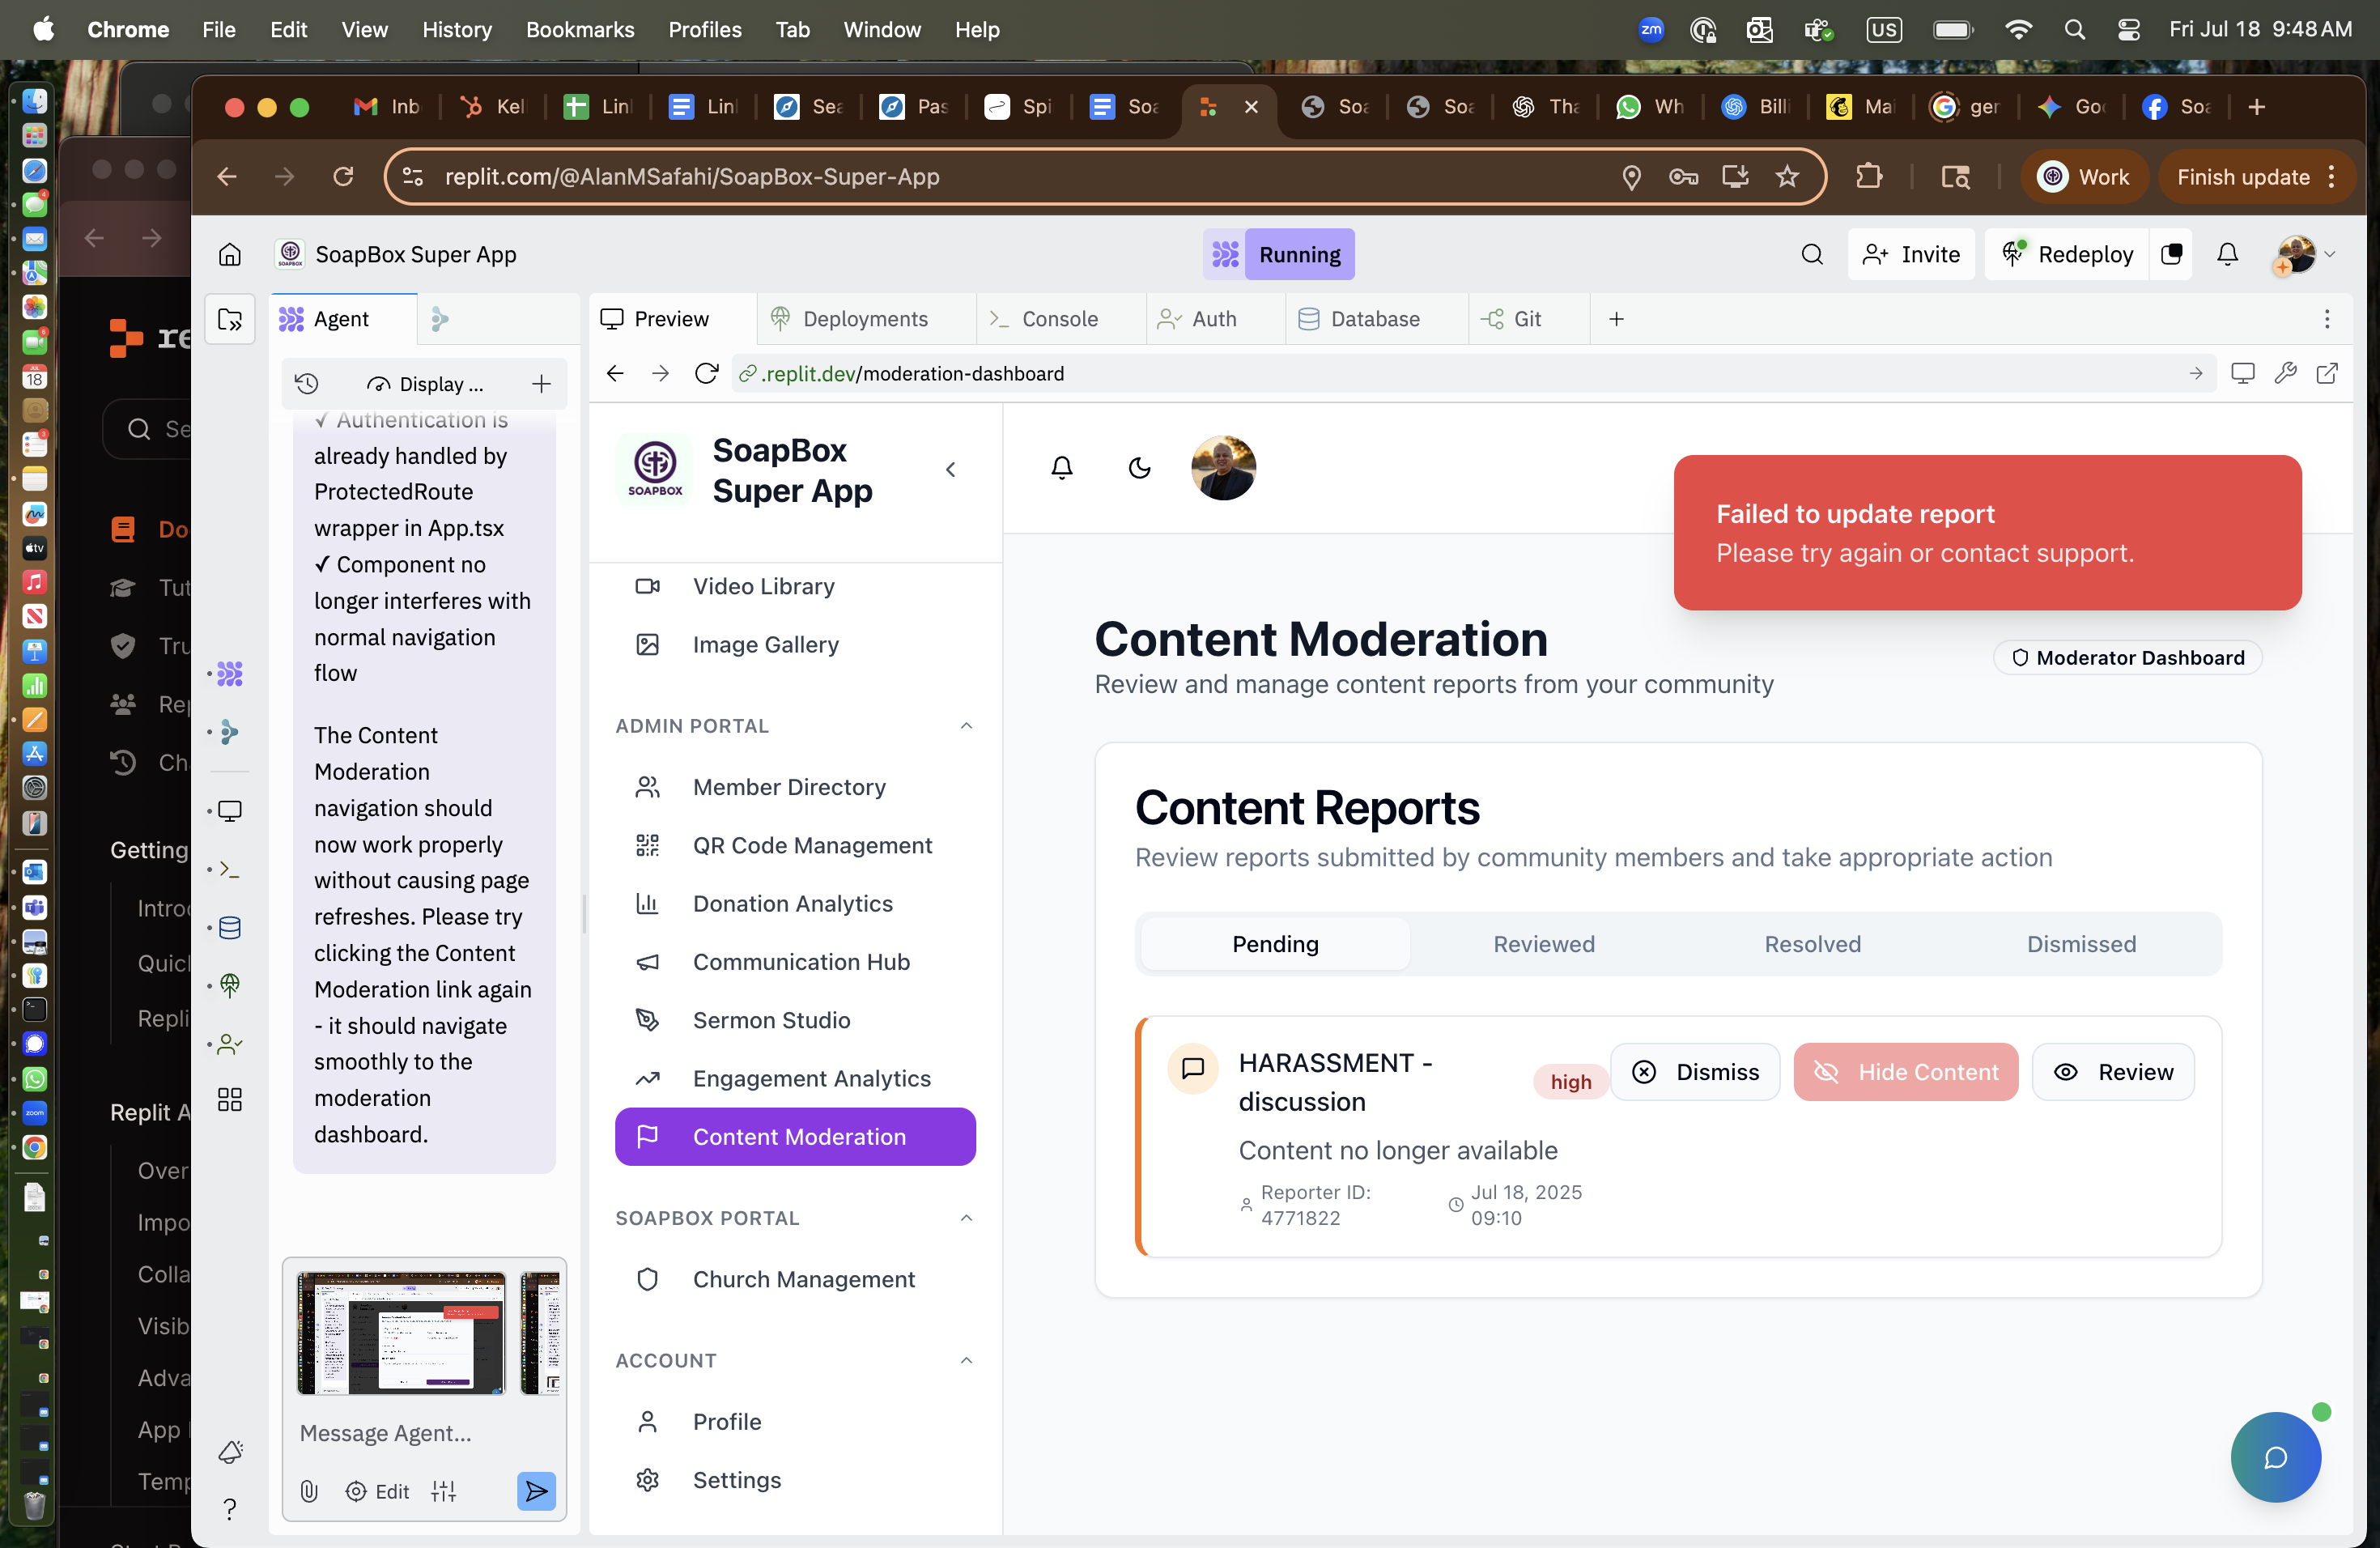 Chrome File Edit View History Bookmarks Profiles Tab Window Help
zm US Fri Jul 18 9:48 AM
Inb Kel Linl Linl Sea Pas Spi Soa Soa Soa Tha Wh Billi Mai ger Goo Soa
replit.com/@AlanMSafahi/SoapBox-Super-App
Work
Finish update
SoapBox Super App
Running
Invite
Redeploy
Agent
Preview
Deployments
Console
Auth
Database
Git
Display ...
.replit.dev/moderation-dashboard
✓ Authentication is
already handled by
ProtectedRoute
wrapper in App.tsx
✓ Component no
longer interferes with
normal navigation
flow
The Content
Moderation
navigation should
now work properly
without causing page
refreshes. Please try
clicking the Content
Moderation link again
- it should navigate
smoothly to the
moderation
dashboard.
Message Agent...
Edit
SOAPBOX
SoapBox
Super App
Video Library
Image Gallery
ADMIN PORTAL
Member Directory
QR Code Management
Donation Analytics
Communication Hub
Sermon Studio
Engagement Analytics
Content Moderation
SOAPBOX PORTAL
Church Management
ACCOUNT
Profile
Settings
Failed to update report
Please try again or contact support.
Content Moderation
Review and manage content reports from your community
Moderator Dashboard
Content Reports
Review reports submitted by community members and take appropriate action
Pending
Reviewed
Resolved
Dismissed
HARASSMENT -
discussion
high
Dismiss
Hide Content
Review
Content no longer available
Reporter ID:
4771822
Jul 18, 2025
09:10
re
Se
Do
Tut
Tru
Rep
Cha
Getting
Intro
Quic
Repli
Replit A
Over
Impo
Colla
Visib
Adva
App
Temp